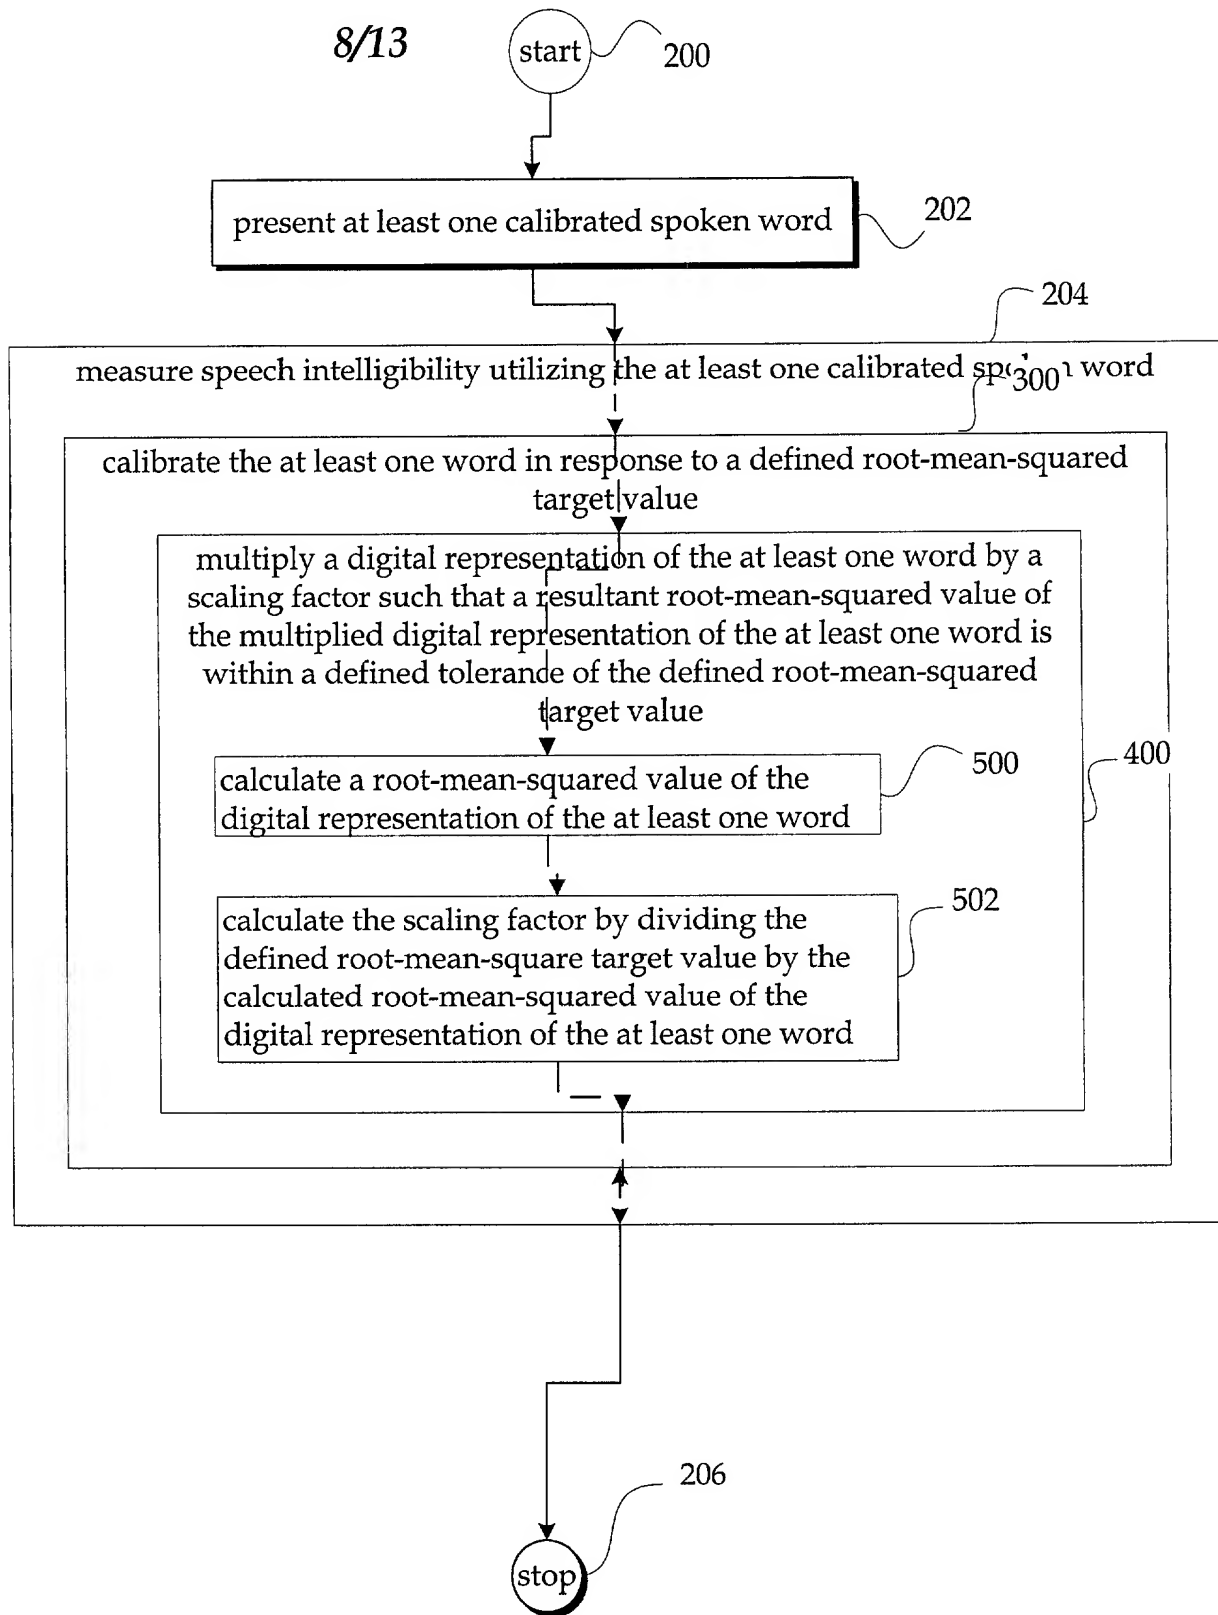 8/13
start
200
present at least one calibrated spoken word
202
204
measure speech intelligibility utilizing the at least one calibrated word
300
calibrate the at least one word in response to a defined root-mean-squared
target value
multiply a digital representation of the at least one word by a
scaling factor such that a resultant root-mean-squared value of
the multiplied digital representation of the at least one word is
within a defined tolerance of the defined root-mean-squared
target value
400
calculate a root-mean-squared value of the
digital representation of the at least one word
500
calculate the scaling factor by dividing the
defined root-mean-square target value by the
calculated root-mean-squared value of the
digital representation of the at least one word
502
206
stop